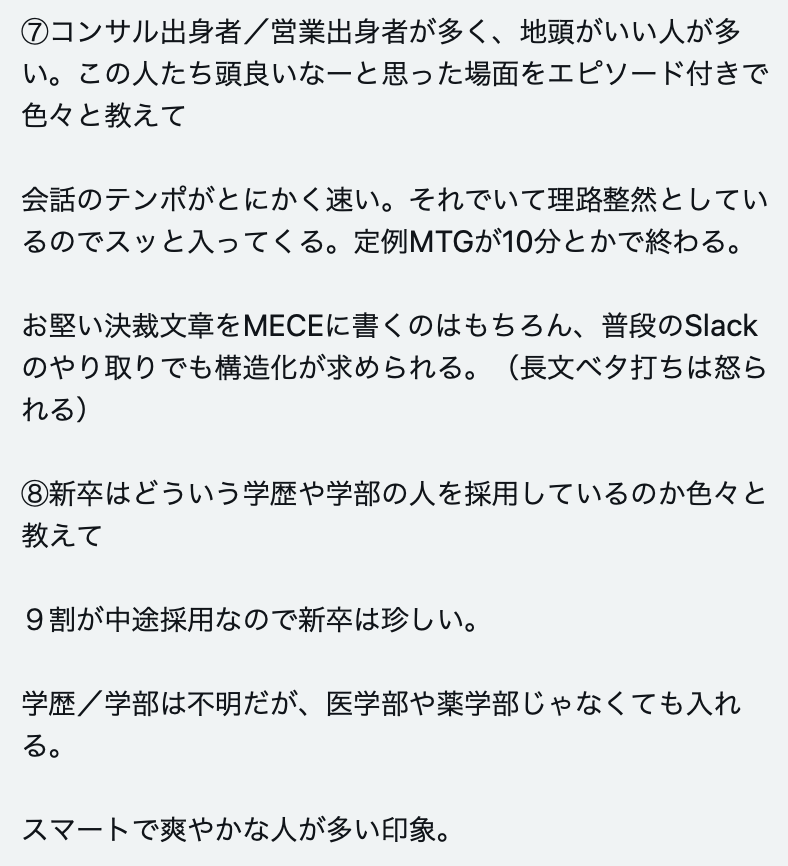 ⑦コンサル出身者／営業出身者が多く、地頭がいい人が多
い。この人たち頭良いなーと思った場面をエピソード付きで
色々と教えて
会話のテンポがとにかく速い。それでいて理路整然としてい
るのでスッと入ってくる。定例MTGが10分とかで終わる。
お堅い決裁文章をMECEに書くのはもちろん、普段のSlack
のやり取りでも構造化が求められる。（長文ベタ打ちは怒ら
れる）
⑧新卒はどういう学歴や学部の人を採用しているのか色々と
教えて
９割が中途採用なので新卒は珍しい。
学歴／学部は不明だが、医学部や薬学部じゃなくても入れ
る。
スマートで爽やかな人が多い印象。